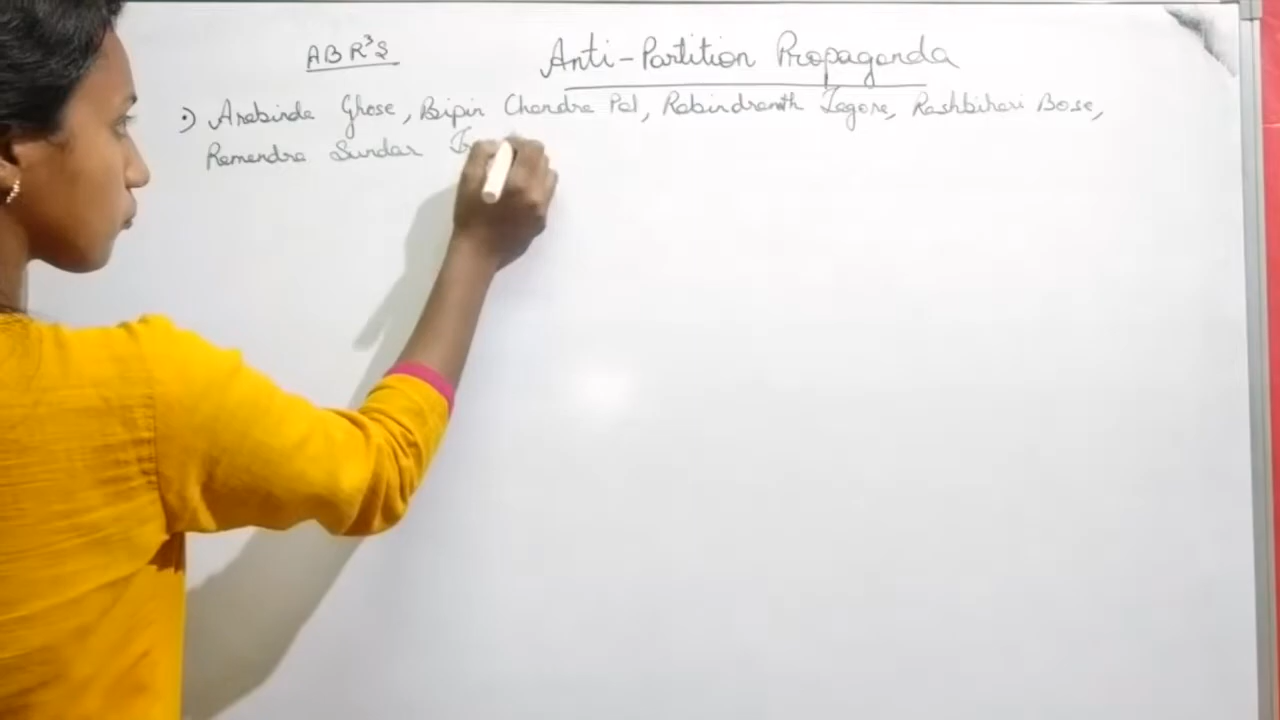 ABR³S
Anti-Partition Propaganda
•) Arabinda Ghose, Bipin Chandra Pal, Rabindranath Tagore, Rashbihari Bose,
Ramendra Sundar